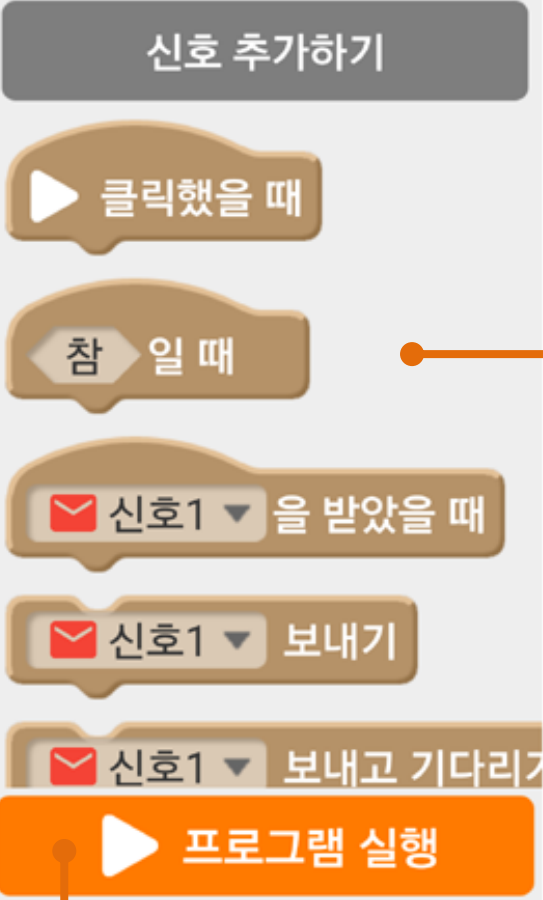 신호 추가하기
클릭했을 때
참 일 때
신호1 을 받았을 때
신호1 보내기
신호1 보내고 기다리기
프로그램 실행